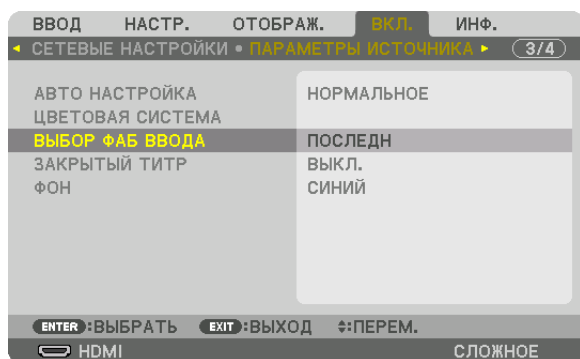 ВВОД НАСТР. ОТОБРАЖ. ВКЛ. ИНФ.
СЕТЕВЫЕ НАСТРОЙКИ • ПАРАМЕТРЫ ИСТОЧНИКА 3/4
АВТО НАСТРОЙКА НОРМАЛЬНОЕ
ЦВЕТОВАЯ СИСТЕМА
ВЫБОР ФАБ ВВОДА ПОСЛЕДН
ЗАКРЫТЫЙ ТИТР ВЫКЛ.
ФОН СИНИЙ
ENTER :ВЫБРАТЬ EXIT :ВЫХОД :ПЕРЕМ.
HDMI СЛОЖНОЕ